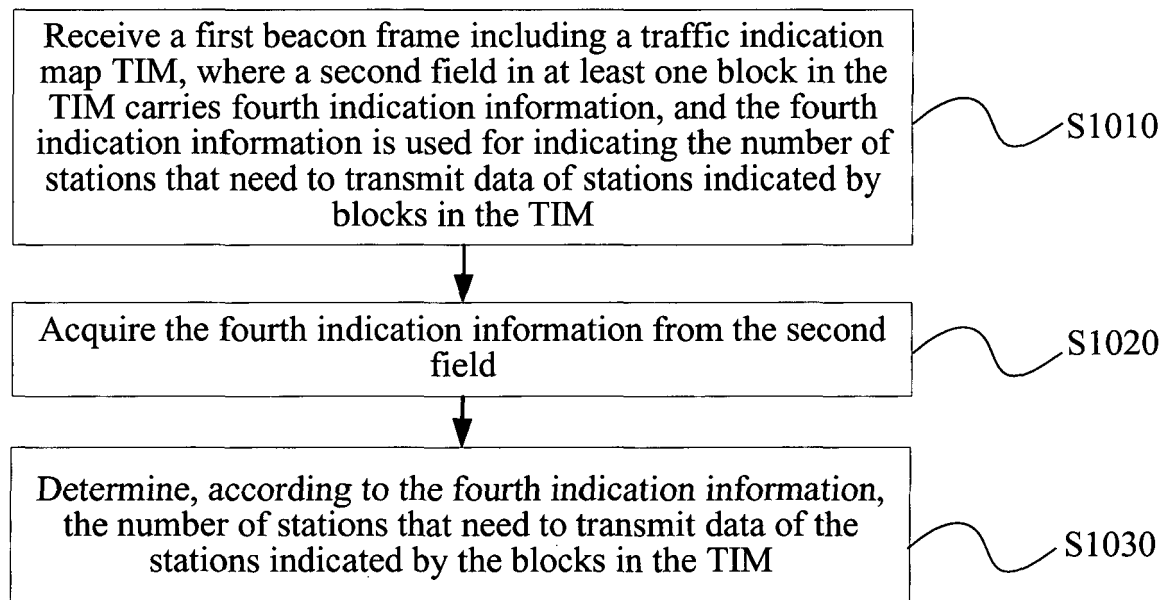 Receive a first beacon frame including a traffic indication
map TIM, where a second field in at least one block in the
TIM carries fourth indication information, and the fourth
indication information is used for indicating the number of
stations that need to transmit data of stations indicated by
blocks in the TIM
S1010
Acquire the fourth indication information from the second
field
S1020
Determine, according to the fourth indication information,
the number of stations that need to transmit data of the
stations indicated by the blocks in the TIM
S1030